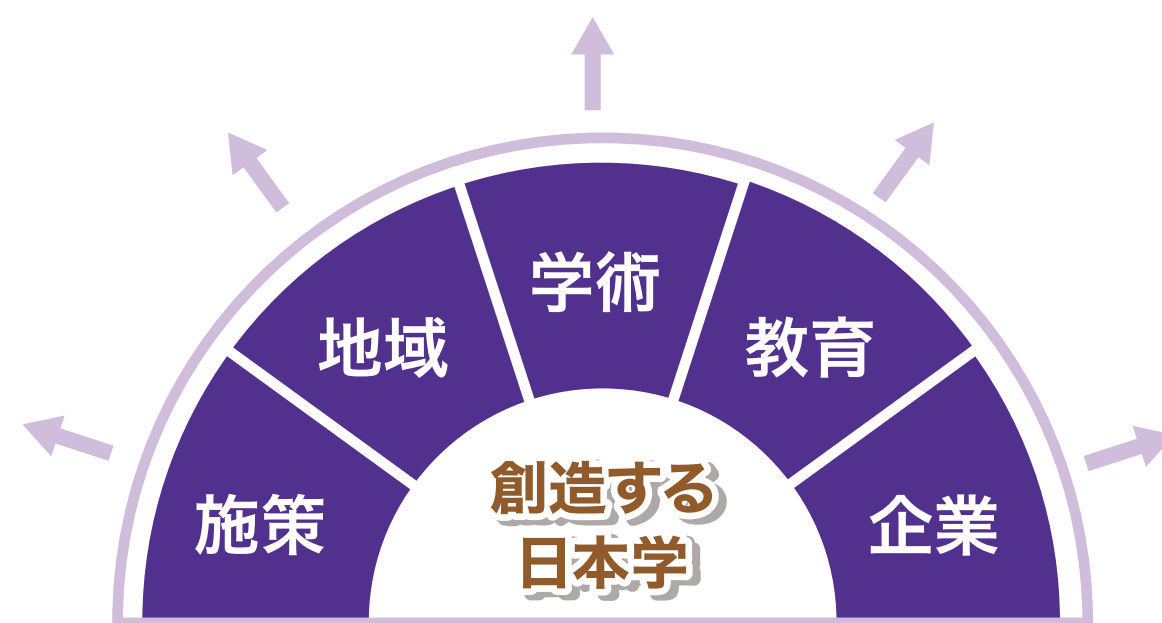 施策
地域
学術
教育
企業
創造する
日本学